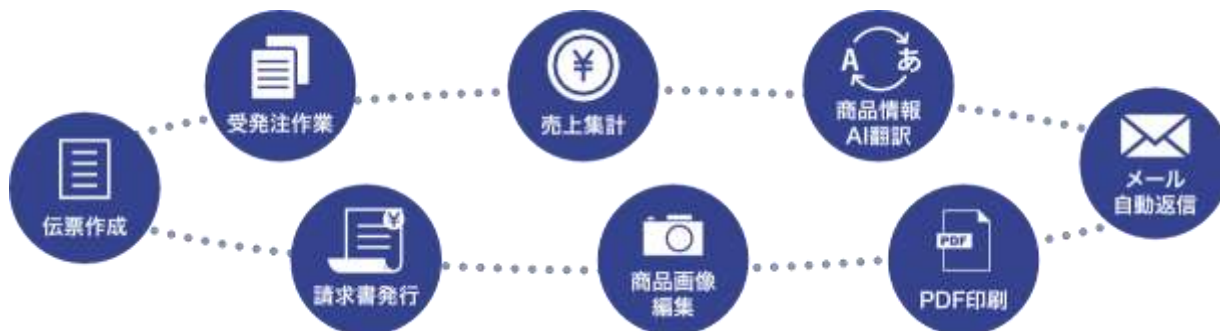 受発注作業
¥
売上集計
A あ
商品情報
AI翻訳
メール
自動返信
伝票作成
¥
請求書発行
商品画像
編集
PDF
PDF印刷